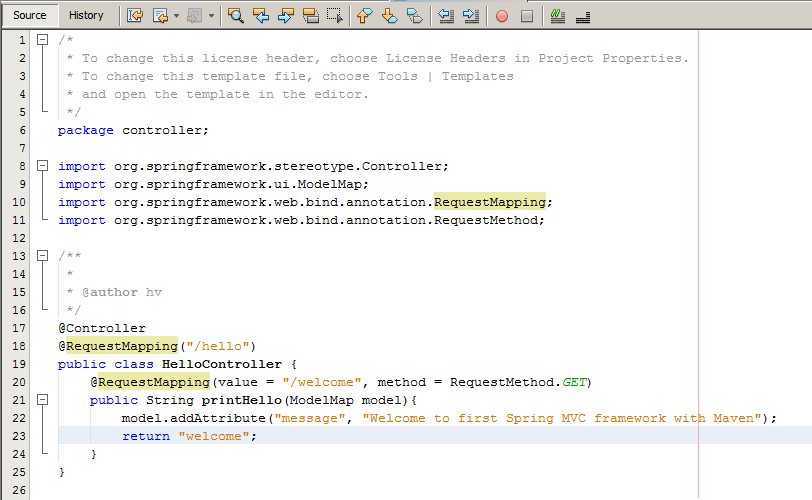 Source History
1 /*
2  * To change this license header, choose License Headers in Project Properties.
3  * To change this template file, choose Tools | Templates
4  * and open the template in the editor.
5  */
6 package controller;
7
8 import org.springframework.stereotype.Controller;
9 import org.springframework.ui.ModelMap;
10 import org.springframework.web.bind.annotation.RequestMapping;
11 import org.springframework.web.bind.annotation.RequestMethod;
12
13 /**
14  *
15  * @author hv
16  */
17 @Controller
18 @RequestMapping("/hello")
19 public class HelloController {
20     @RequestMapping(value = "/welcome", method = RequestMethod.GET)
21     public String printHello(ModelMap model){
22         model.addAttribute("message", "Welcome to first Spring MVC framework with Maven");
23         return "welcome";
24     }
25 }
26